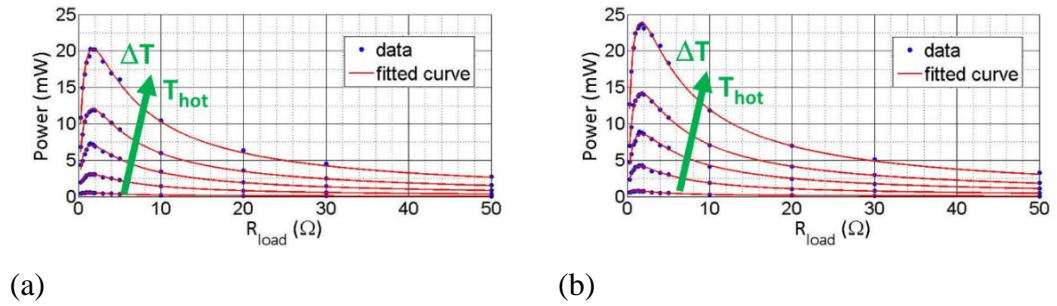 25
20
15
10
5
0
Power (mW)
ΔT
T_hot
data
fitted curve
0 10 20 30 40 50
R_load (Ω)
(a)
25
20
15
10
5
0
Power (mW)
ΔT
T_hot
data
fitted curve
0 10 20 30 40 50
R_load (Ω)
(b)